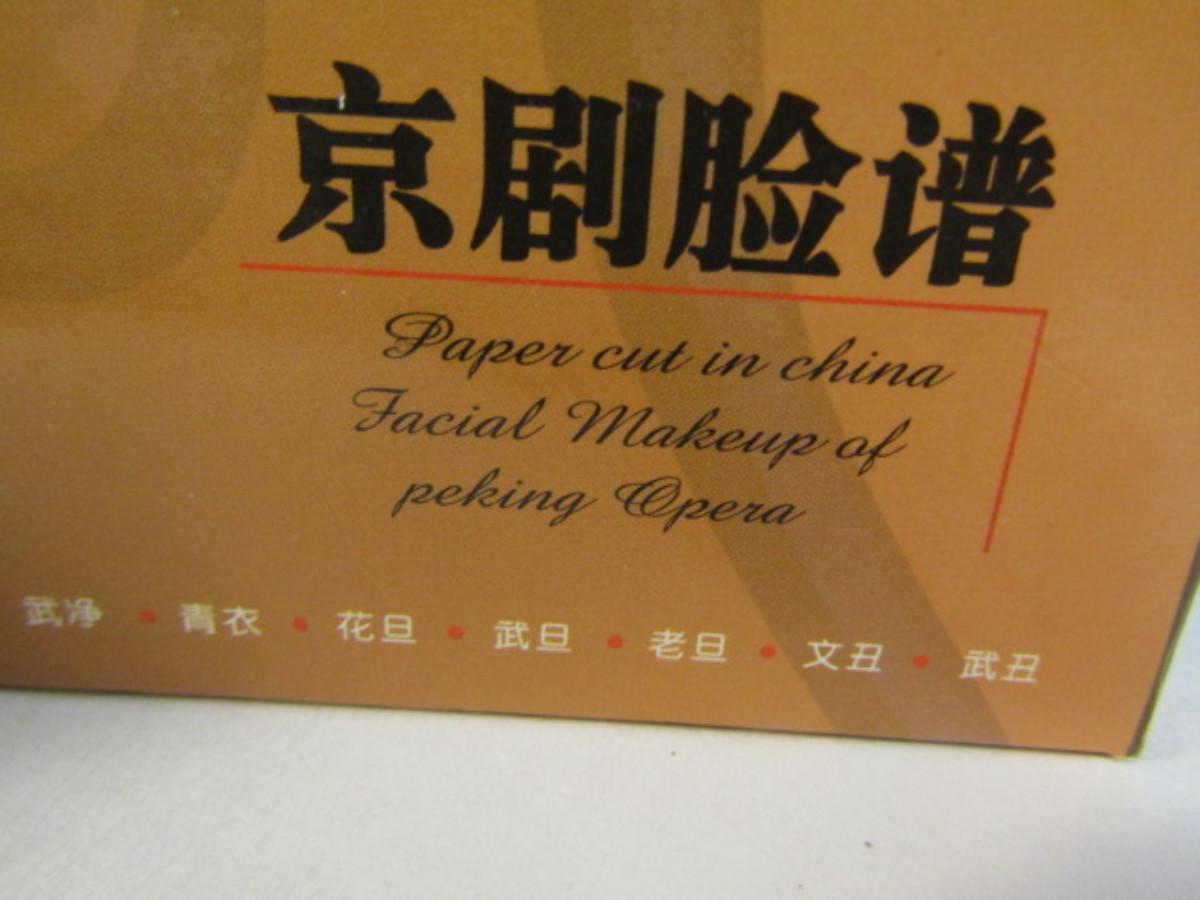 京剧脸谱
Paper cut in china
Facial Makeup of
peking Opera
武净 • 青衣 • 花旦 • 武旦 • 老旦 • 文丑 • 武丑